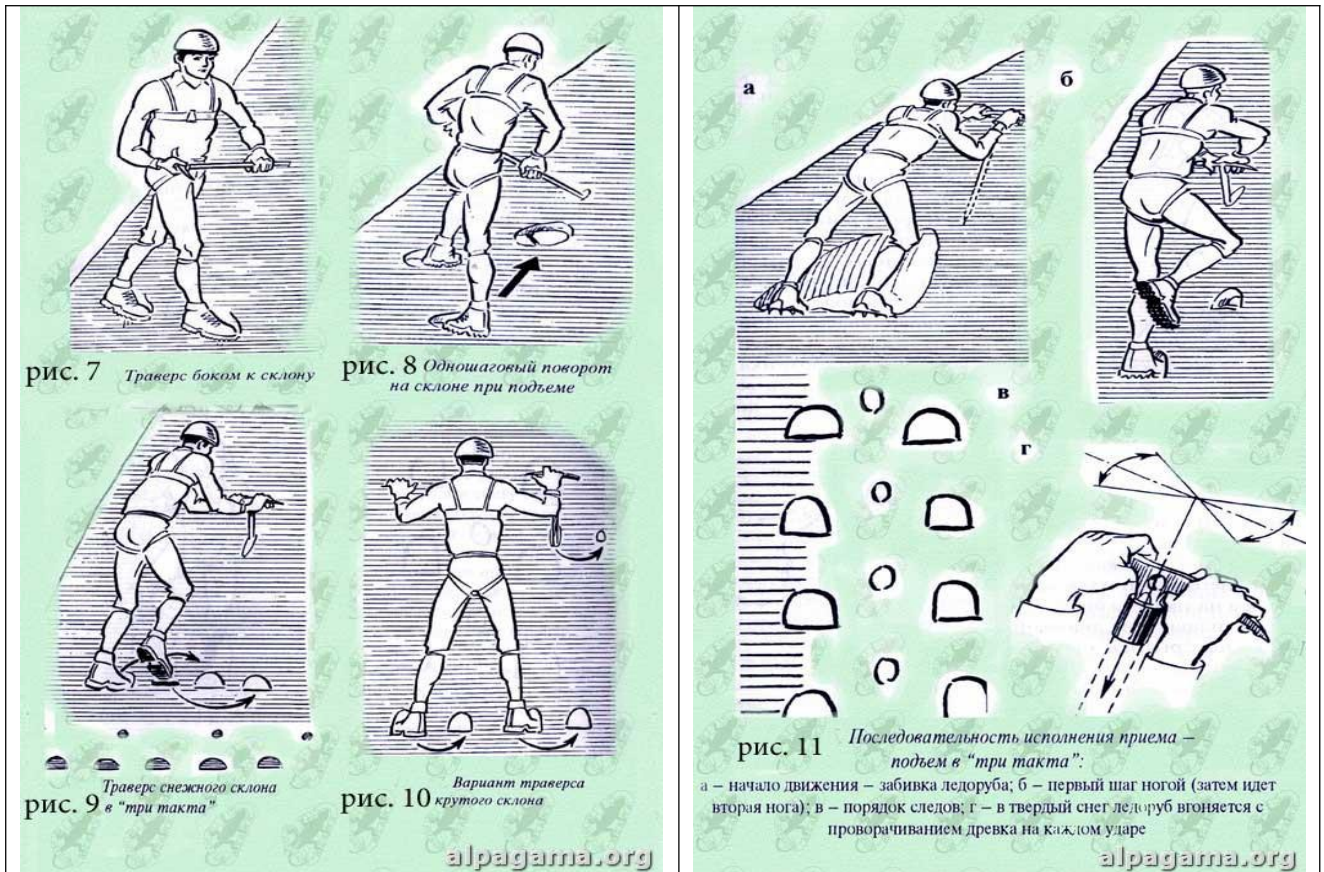 рис. 7 Траверс боком к склону
рис. 8 Одношаговый поворот
на склоне при подъеме
рис. 9 Траверс снежного склона
в “три такта”
рис. 10 Вариант траверса
крутого склона
alpagama.org
а
б
в
г
рис. 11 Последовательность исполнения приема –
подъем в “три такта”:
а – начало движения – забивка ледоруба; б – первый шаг ногой (затем идет
вторая нога); в – порядок следов; г – в твердый снег ледоруб вгоняется с
проворачиванием древка на каждом ударе
alpagama.org